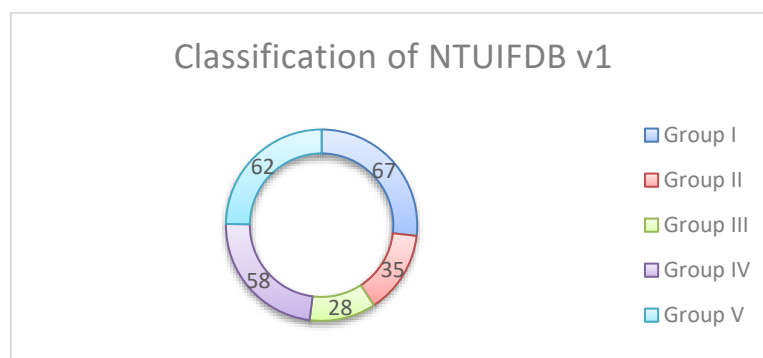 Classification of NTUIFDB v1
62
67
58
35
28
Group I
Group II
Group III
Group IV
Group V